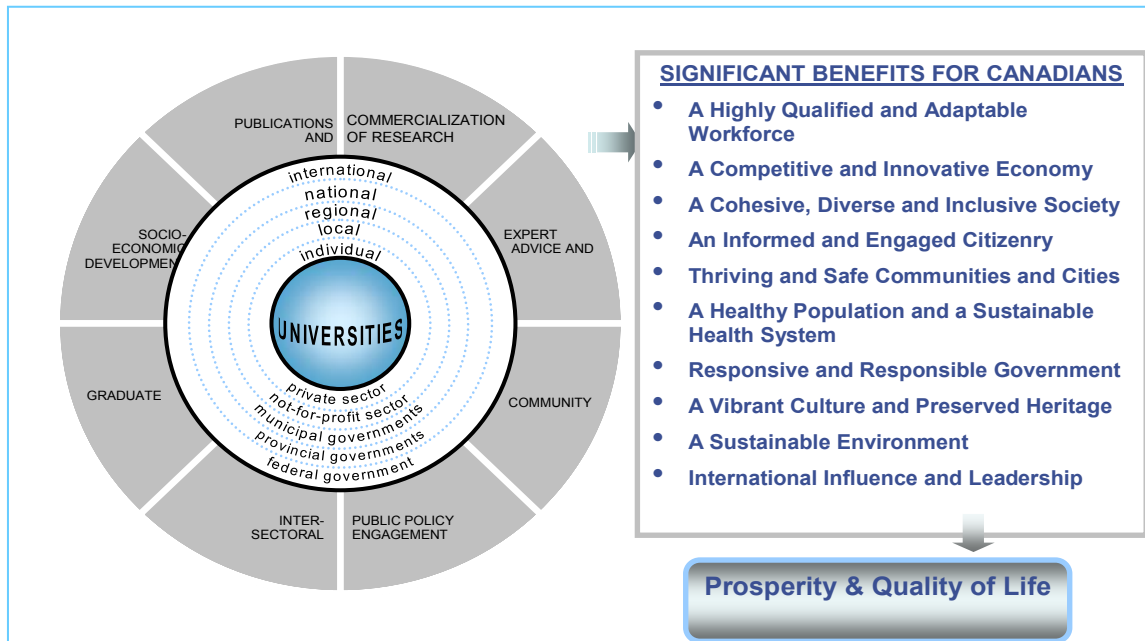 PUBLICATIONS
AND
COMMERCIALIZATION
OF RESEARCH
SOCIO-
ECONOMIC
DEVELOPMENT
EXPERT
ADVICE AND
GRADUATE
COMMUNITY
INTER-
SECTORAL
PUBLIC POLICY
ENGAGEMENT
international
national
regional
local
individual
UNIVERSITIES
private sector
not-for-profit sector
municipal governments
provincial governments
federal government
SIGNIFICANT BENEFITS FOR CANADIANS
• A Highly Qualified and Adaptable
Workforce
• A Competitive and Innovative Economy
• A Cohesive, Diverse and Inclusive Society
• An Informed and Engaged Citizenry
• Thriving and Safe Communities and Cities
• A Healthy Population and a Sustainable
Health System
• Responsive and Responsible Government
• A Vibrant Culture and Preserved Heritage
• A Sustainable Environment
• International Influence and Leadership
Prosperity & Quality of Life